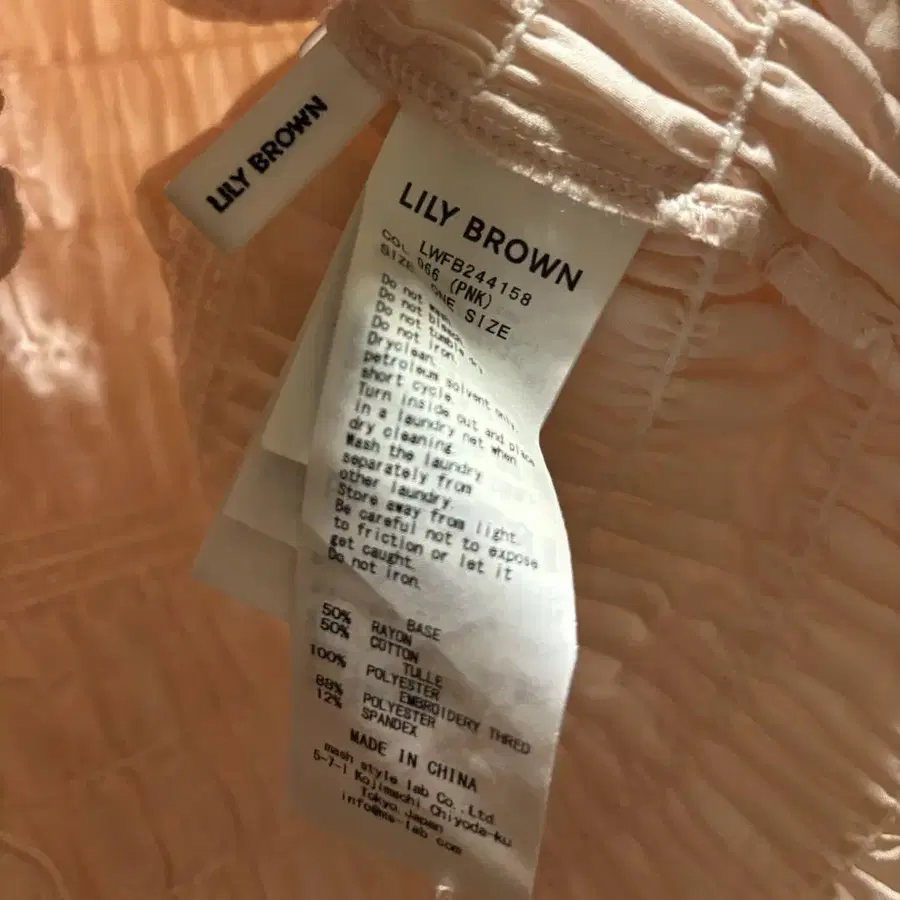 LILY BROWN
LILY BROWN
LWFB244158
COL 066 (PNK)
SIZE ONE SIZE
Do not
Do not bleach
Do not tumble
Do not iron
Dryclean.
petroleum solvent only.
short cycle.
Turn inside out and place
in a laundry net when
dry cleaning.
Wash the laundry
separately from
other laundry.
Store away from light.
Be careful not to expose
to friction or let it
get caught.
Do not iron.
BASE
50% RAYON
50% COTTON
TULLE
100% POLYESTER
EMBROIDERY THRED
88% POLYESTER
12% SPANDEX
MADE IN CHINA
mash style lab Co.,Ltd.
5-7-1 Kojimachi Chiyoda-ku
Tokyo Japan
info@ms-lab.com